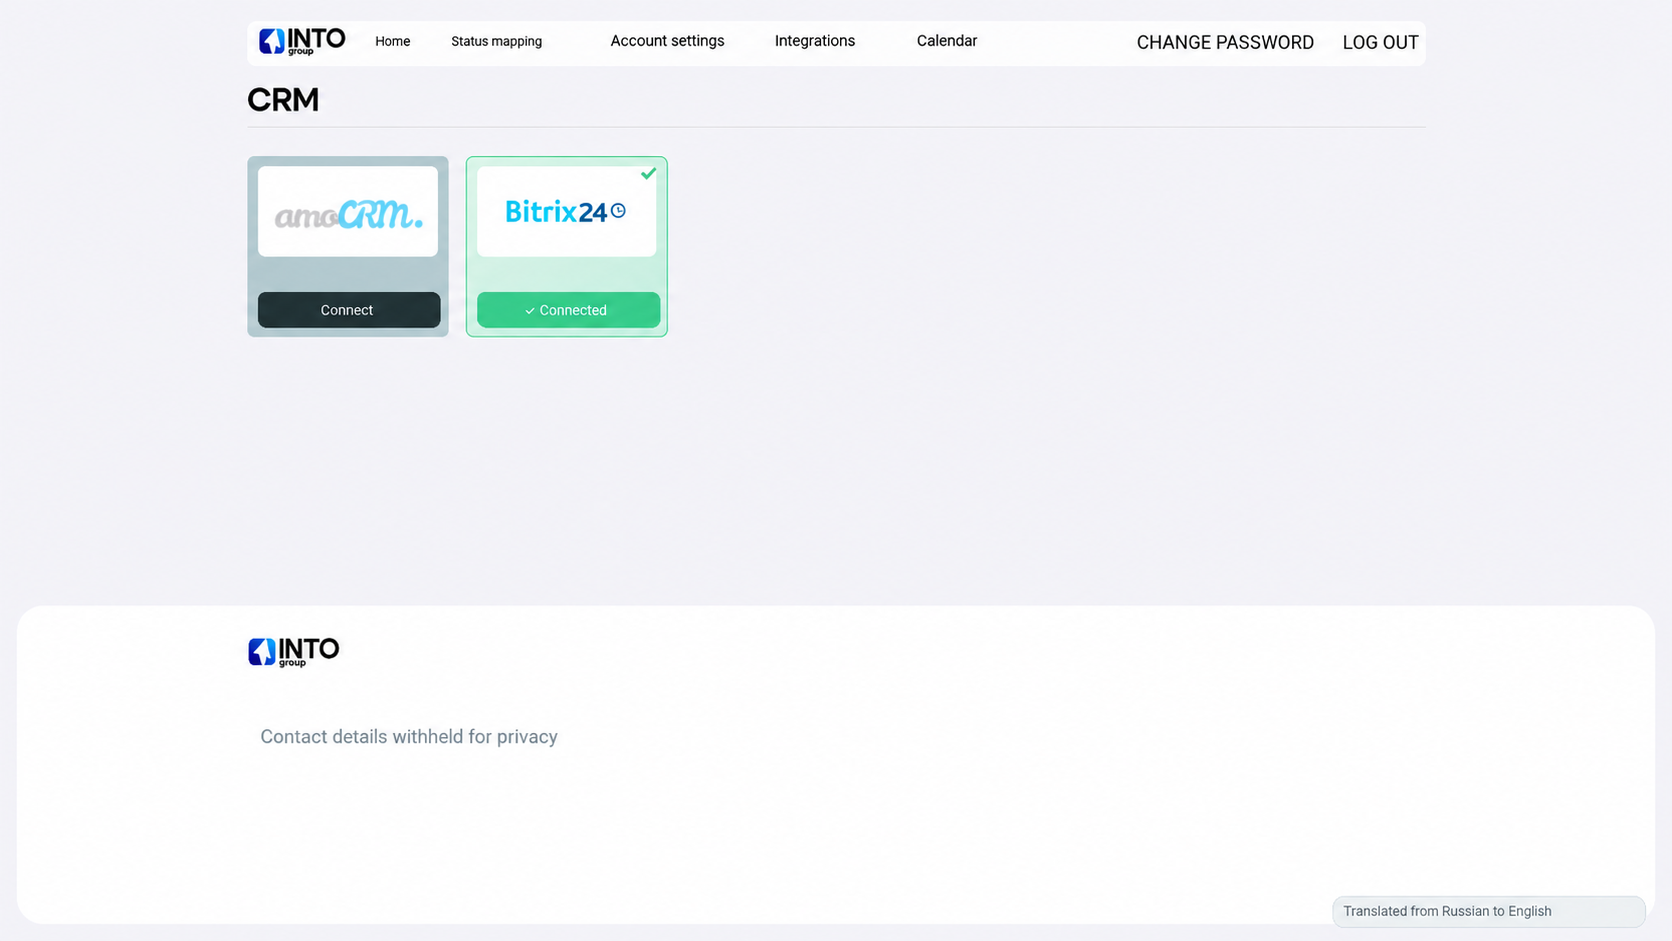 INTO group Home Status mapping Account settings Integrations Calendar CHANGE PASSWORD LOG OUT
CRM
amoCRM. Bitrix24
Connect ✓ Connected
INTO group
Contact details withheld for privacy
Translated from Russian to English